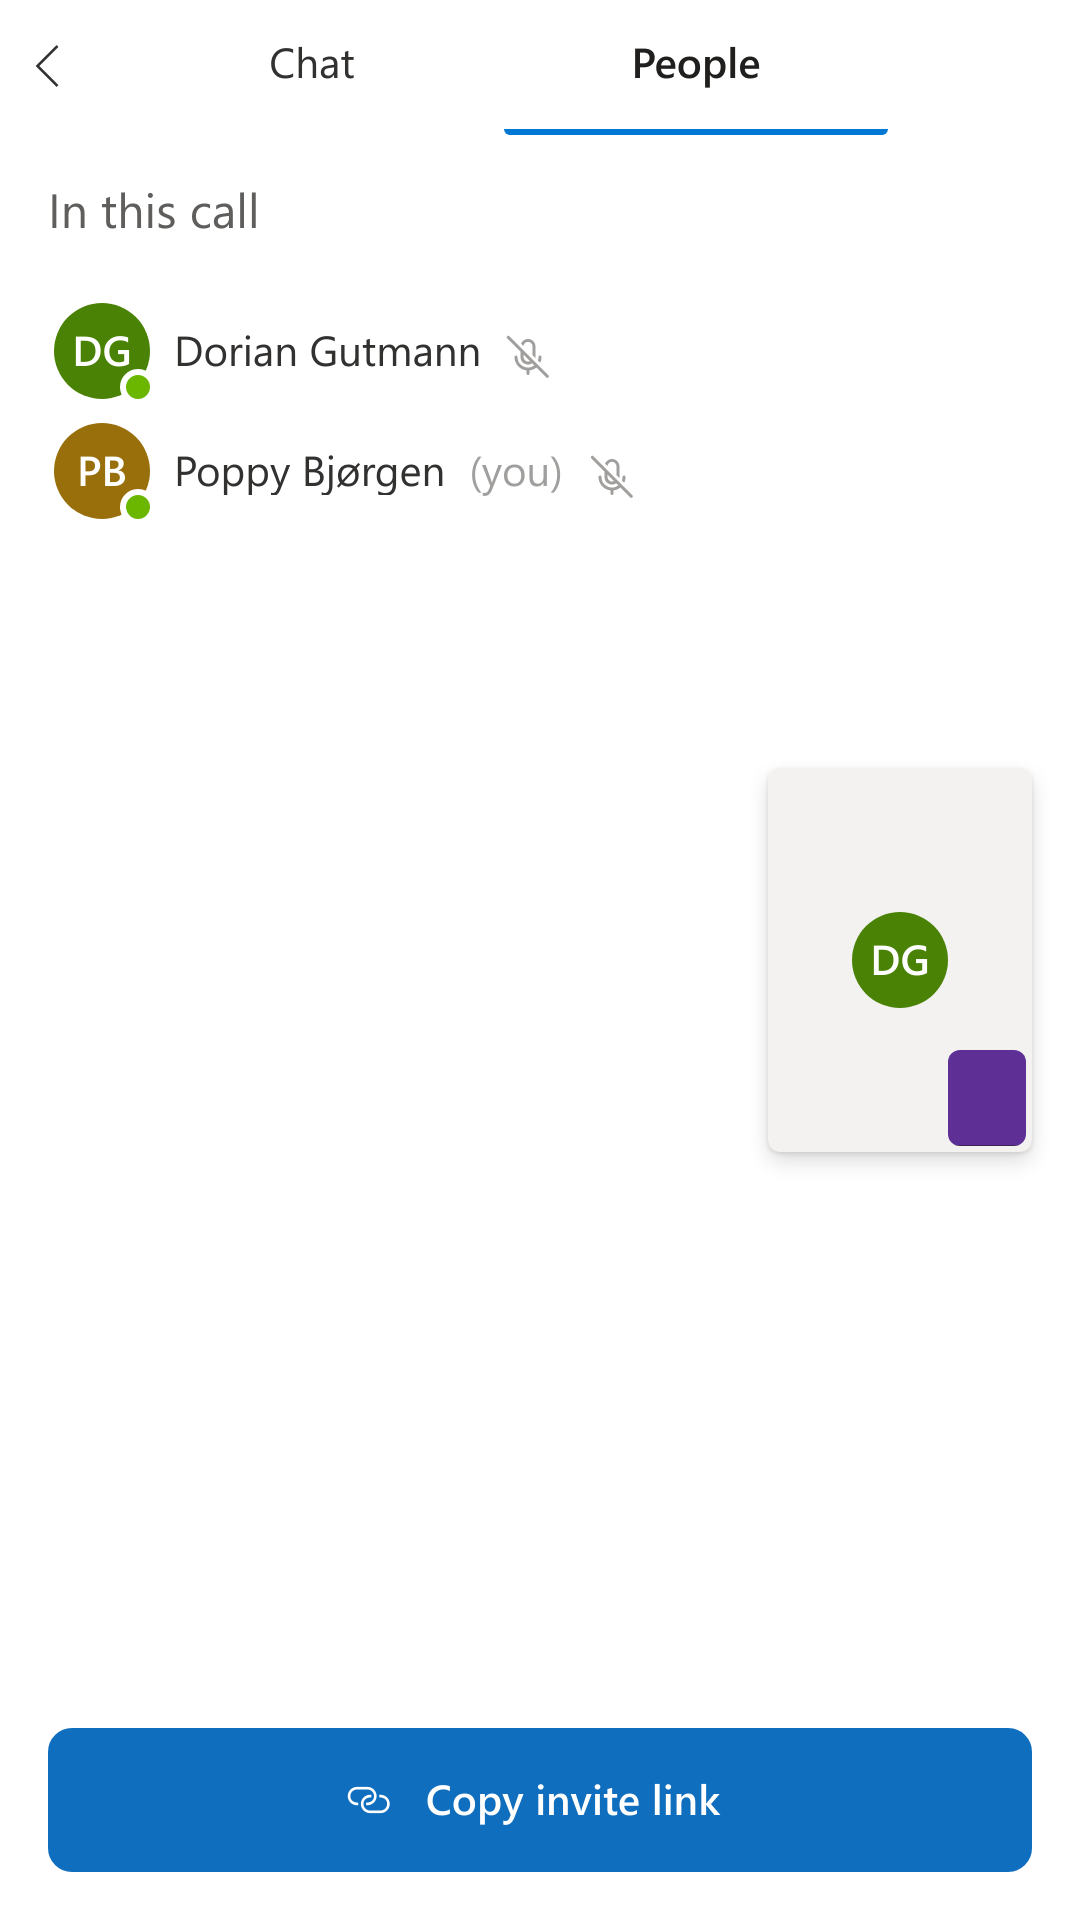 Chat People
In this call
DG Dorian Gutmann
PB Poppy Bjørgen (you)
DG
Copy invite link